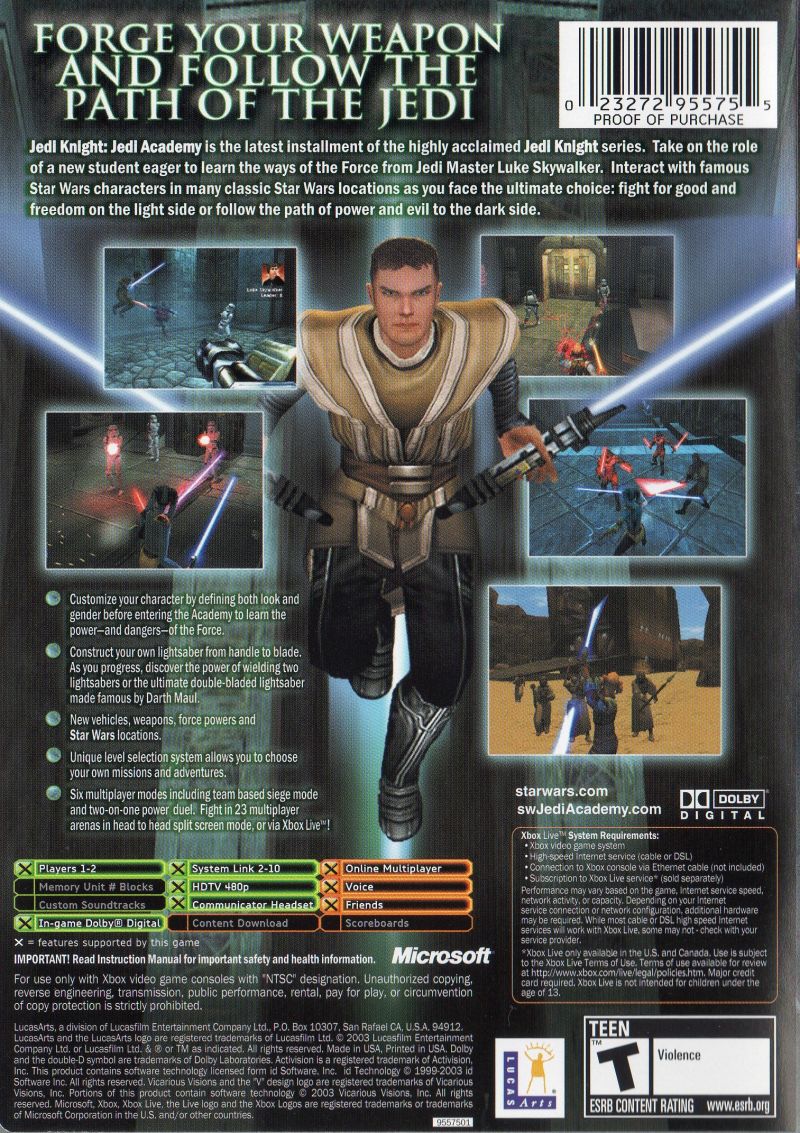 FORGE YOUR WEAPON
AND FOLLOW THE
PATH OF THE JEDI
0 23272 95575 5
PROOF OF PURCHASE
Jedi Knight: Jedi Academy is the latest installment of the highly acclaimed Jedi Knight series. Take on the role
of a new student eager to learn the ways of the Force from Jedi Master Luke Skywalker. Interact with famous
Star Wars characters in many classic Star Wars locations as you face the ultimate choice: fight for good and
freedom on the light side or follow the path of power and evil to the dark side.
Luke Skywalker
Customize your character by defining both look and
gender before entering the Academy to learn the
power—and dangers—of the Force.
Construct your own lightsaber from handle to blade.
As you progress, discover the power of wielding two
lightsabers or the ultimate double-bladed lightsaber
made famous by Darth Maul.
New vehicles, weapons, force powers and
Star Wars locations.
Unique level selection system allows you to choose
your own missions and adventures.
Six multiplayer modes including team based siege mode
and two-on-one power duel. Fight in 23 multiplayer
arenas in head to head split screen mode, or via Xbox Live™!
starwars.com
swJediAcademy.com
DOLBY
DIGITAL
Xbox Live™ System Requirements:
• Xbox video game system
• High-speed Internet service (cable or DSL)
• Connection to Xbox console via Ethernet cable (not included)
• Subscription to Xbox Live service* (sold separately)
Performance may vary based on the game, Internet service speed,
network activity, or capacity. Depending on your Internet
service connection or network configuration, additional hardware
may be required. While most cable or DSL high speed Internet
services will work with Xbox Live, some may not - check with your
service provider.
*Xbox Live only available in the U.S. and Canada. Use is subject
to the Xbox Live Terms of Use. Terms of use available for review
at http://www.xbox.com/live/legal/policies.htm. Major credit
card required. Xbox Live is not intended for children under the
age of 13.
X Players 1-2
X System Link 2-10
X Online Multiplayer
Memory Unit # Blocks
X HDTV 480p
X Voice
Custom Soundtracks
X Communicator Headset
X Friends
X In-game Dolby® Digital
Content Download
Scoreboards
X = features supported by this game
IMPORTANT! Read Instruction Manual for important safety and health information.
Microsoft®
For use only with Xbox video game consoles with "NTSC" designation. Unauthorized copying,
reverse engineering, transmission, public performance, rental, pay for play, or circumvention
of copy protection is strictly prohibited.
LucasArts, a division of Lucasfilm Entertainment Company Ltd., P.O. Box 10307, San Rafael CA, U.S.A. 94912.
LucasArts and the LucasArts logo are registered trademarks of Lucasfilm Ltd. © 2003 Lucasfilm Entertainment
Company Ltd. or Lucasfilm Ltd. & ® or TM as indicated. All rights reserved. Made in USA, Printed in USA. Dolby
and the double-D symbol are trademarks of Dolby Laboratories. Activision is a registered trademark of Activision,
Inc. This product contains software technology licensed form id Software, Inc. id Technology © 1999-2003 id
Software Inc. All rights reserved. Vicarious Visions and the "V" design logo are registered trademarks of Vicarious
Visions, Inc. Portions of this product contain software technology © 2003 Vicarious Visions, Inc. All rights
reserved. Microsoft, Xbox, Xbox Live, the Live logo and the Xbox Logos are registered trademarks or trademarks
of Microsoft Corporation in the U.S. and/or other countries.
9557501
LUCAS
Arts
TEEN
T™
Violence
ESRB CONTENT RATING www.esrb.org